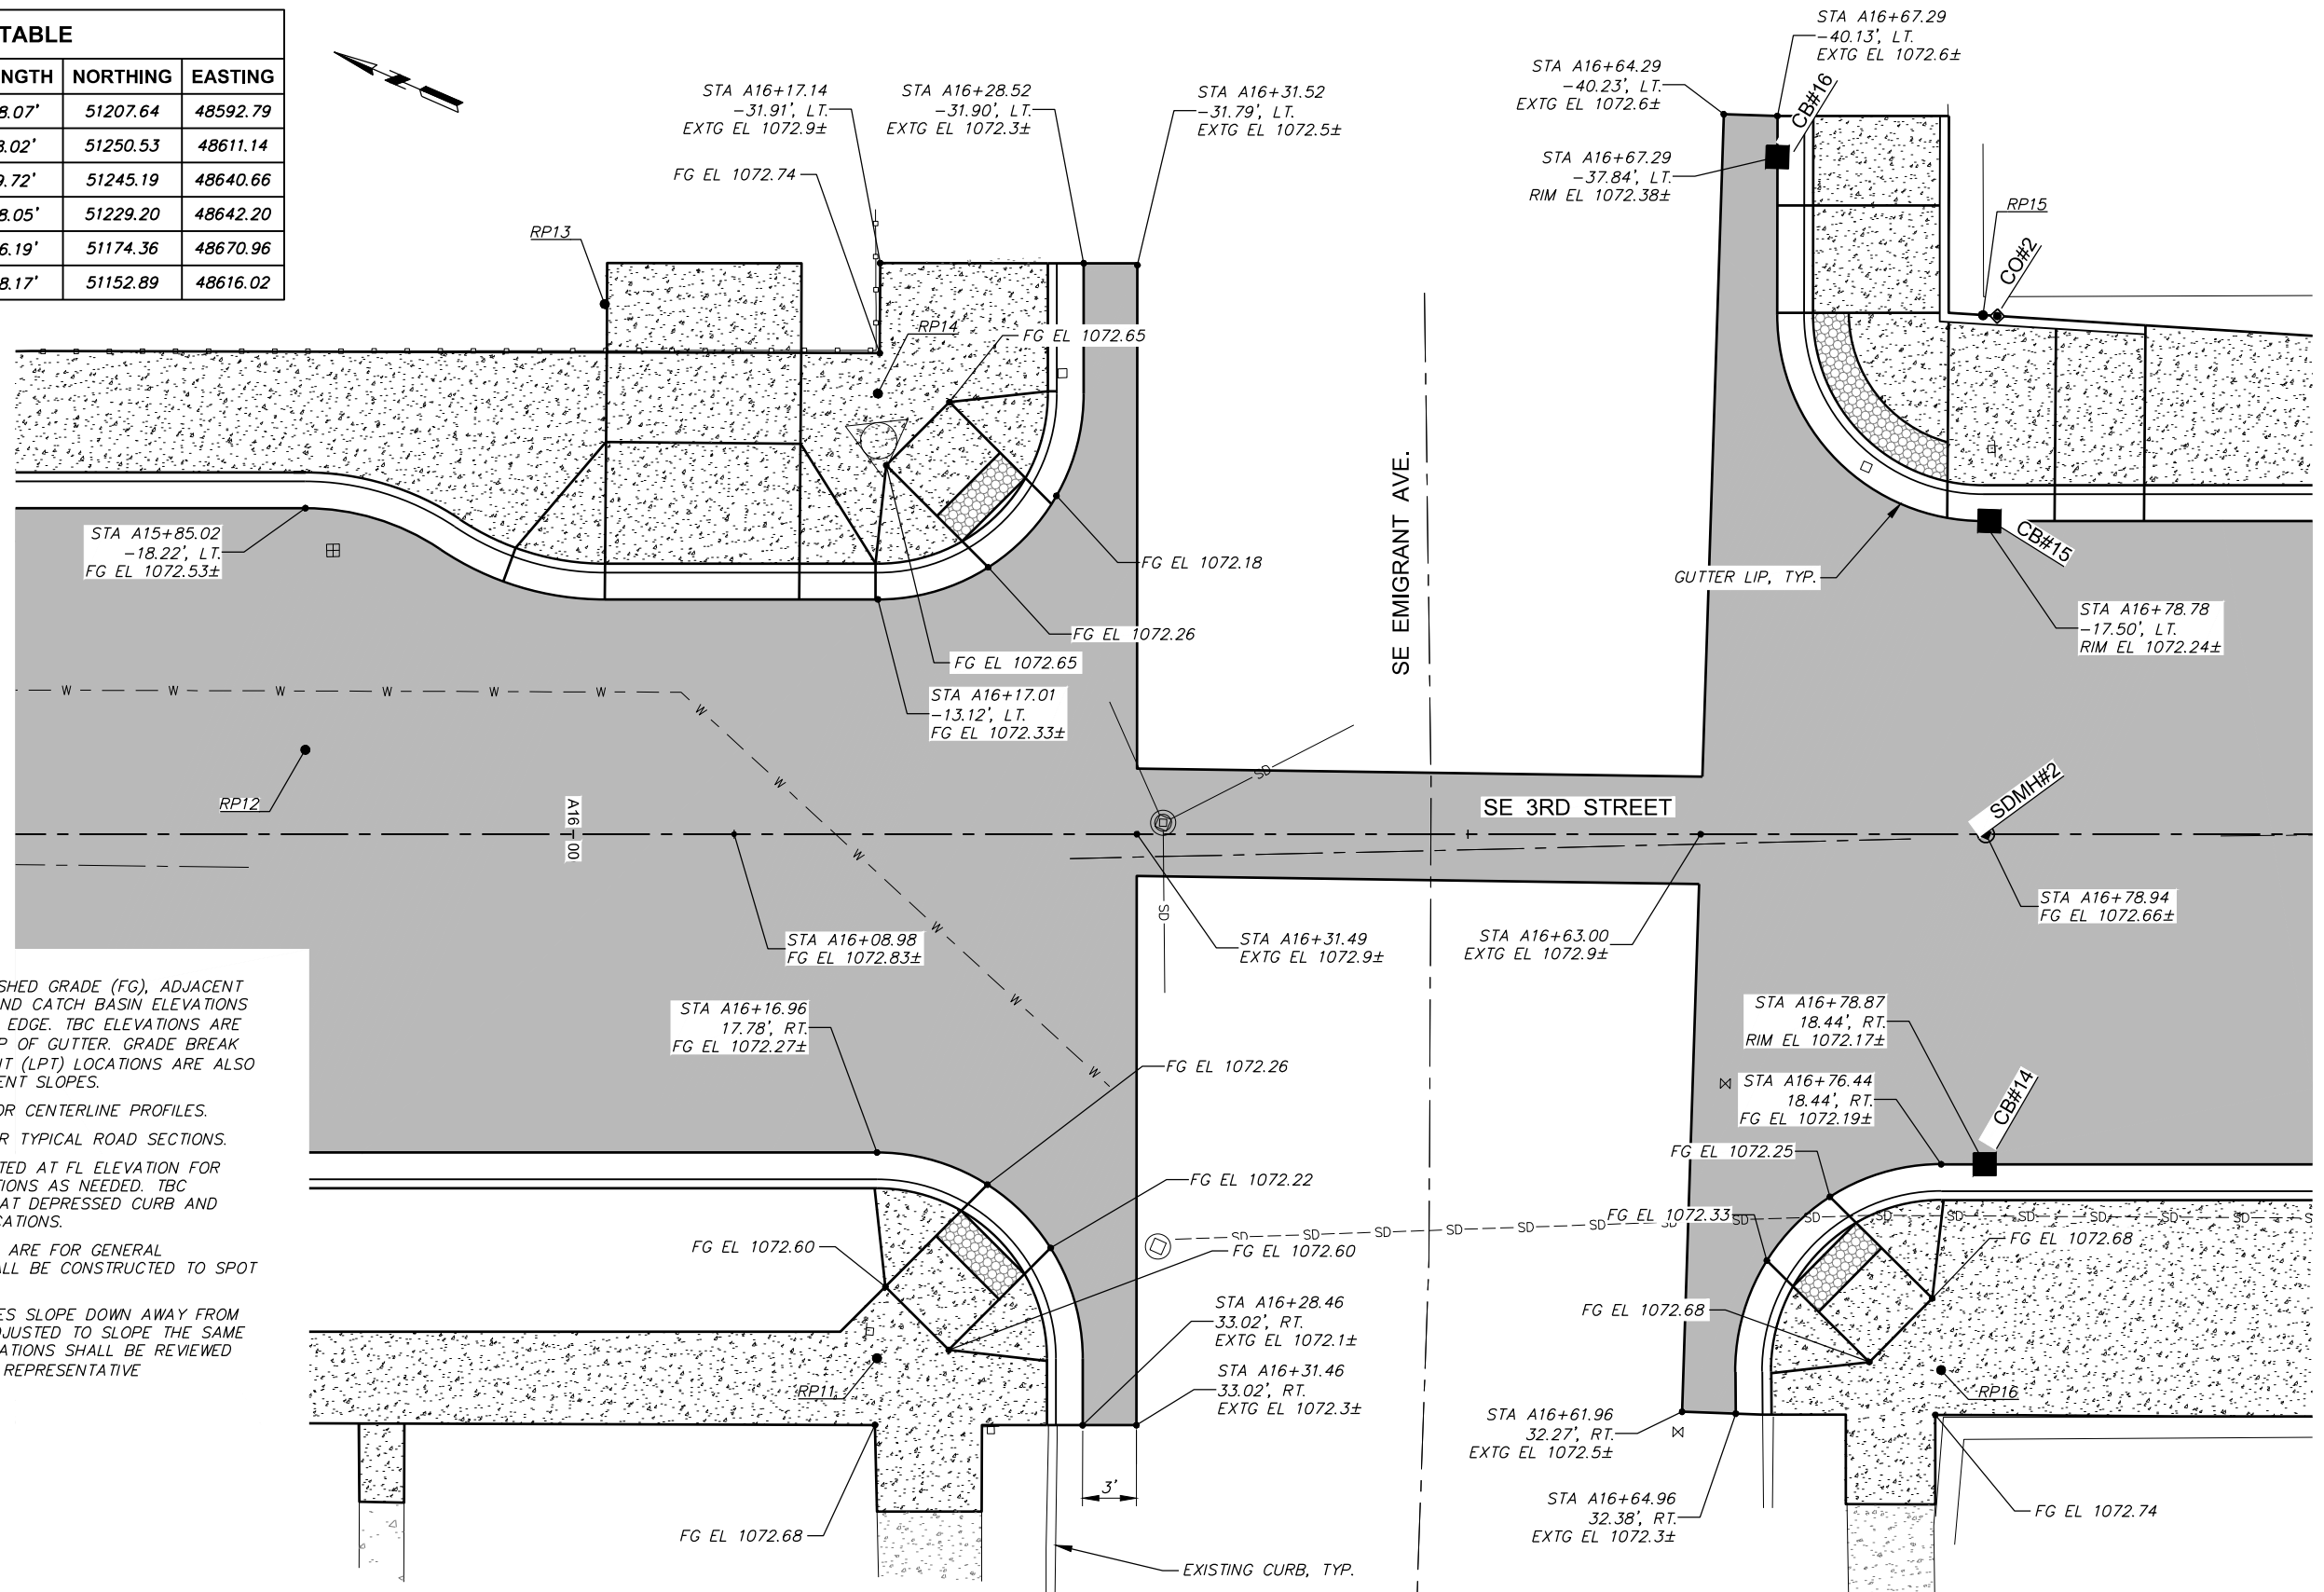 TABLE
NGTH NORTHING EASTING
8.07' 51207.64 48592.79
3.02' 51250.53 48611.14
9.72' 51245.19 48640.66
8.05' 51229.20 48642.20
6.19' 51174.36 48670.96
8.17' 51152.89 48616.02
STA A16+17.14
-31.91', LT.
EXTG EL 1072.9±
STA A16+28.52
-31.90', LT.
EXTG EL 1072.3±
STA A16+31.52
-31.79', LT.
EXTG EL 1072.5±
STA A16+64.29
-40.23', LT.
EXTG EL 1072.6±
STA A16+67.29
-40.13', LT.
EXTG EL 1072.6±
CB#16
STA A16+67.29
-37.84', LT.
RIM EL 1072.38±
FG EL 1072.74
RP13
RP14
FG EL 1072.65
RP15
CO#2
STA A15+85.02
-18.22', LT.
FG EL 1072.53±
FG EL 1072.18
FG EL 1072.26
FG EL 1072.65
STA A16+17.01
-13.12', LT.
FG EL 1072.33±
SE EMIGRANT AVE.
GUTTER LIP, TYP.
CB#15
STA A16+78.78
-17.50', LT.
RIM EL 1072.24±
W W W W W W
W W W W W W
RP12
A16 00
SD
SD
SE 3RD STREET
SDMH#2
STA A16+78.94
FG EL 1072.66±
STA A16+08.98
FG EL 1072.83±
STA A16+31.49
EXTG EL 1072.9±
STA A16+63.00
EXTG EL 1072.9±
SHED GRADE (FG), ADJACENT
ND CATCH BASIN ELEVATIONS
EDGE. TBC ELEVATIONS ARE
P OF GUTTER. GRADE BREAK
NT (LPT) LOCATIONS ARE ALSO
ENT SLOPES.
OR CENTERLINE PROFILES.
R TYPICAL ROAD SECTIONS.
TED AT FL ELEVATION FOR
TIONS AS NEEDED. TBC
AT DEPRESSED CURB AND
CATIONS.
ARE FOR GENERAL
ALL BE CONSTRUCTED TO SPOT
ES SLOPE DOWN AWAY FROM
DJUSTED TO SLOPE THE SAME
ATIONS SHALL BE REVIEWED
REPRESENTATIVE
STA A16+16.96
17.78', RT.
FG EL 1072.27±
FG EL 1072.26
FG EL 1072.22
FG EL 1072.60
FG EL 1072.60
RP11
STA A16+28.46
33.02', RT.
EXTG EL 1072.1±
STA A16+31.46
33.02', RT.
EXTG EL 1072.3±
3'
FG EL 1072.68
EXISTING CURB, TYP.
STA A16+78.87
18.44', RT.
RIM EL 1072.17±
CB#14
STA A16+76.44
18.44', RT.
FG EL 1072.19±
FG EL 1072.25
FG EL 1072.33
SD SD SD SD SD SD SD SD SD SD SD SD SD SD SD
FG EL 1072.68
FG EL 1072.68
RP16
STA A16+61.96
32.27', RT.
EXTG EL 1072.5±
STA A16+64.96
32.38', RT.
EXTG EL 1072.3±
FG EL 1072.74